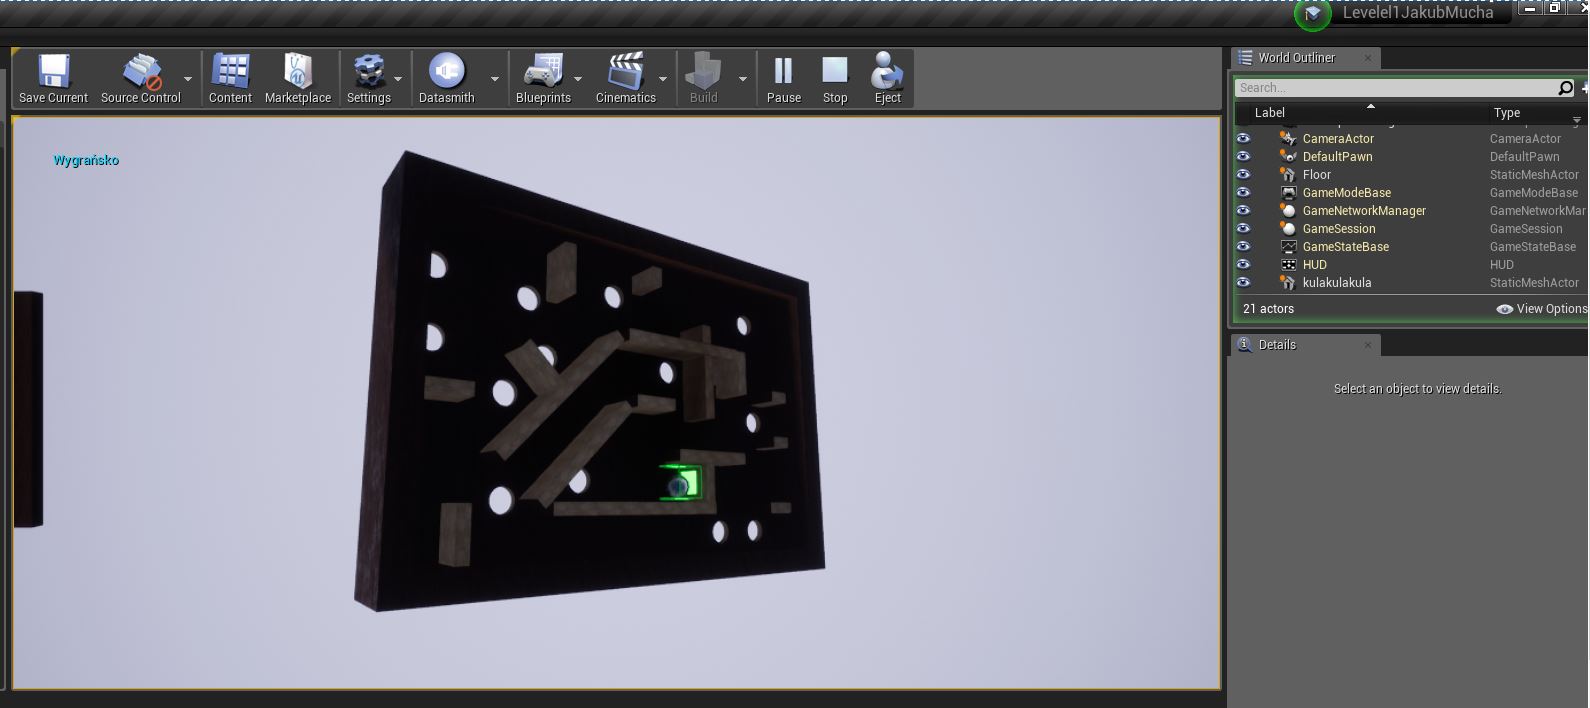 Levelel1JakubMucha
World Outliner
Save Current Source Control Content Marketplace Settings Datasmith Blueprints Cinematics Build Pause Stop Eject
Search...
Label Type
CameraActor CameraActor
DefaultPawn DefaultPawn
Floor StaticMeshActor
GameModeBase GameModeBase
GameNetworkManager GameNetworkMar
GameSession GameSession
GameStateBase GameStateBase
HUD HUD
kulakulakula StaticMeshActor
21 actors View Options
Details
Select an object to view details.
Wygrańsko